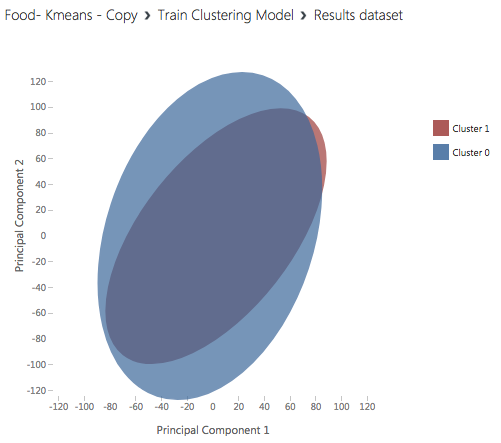 Food- Kmeans - Copy › Train Clustering Model › Results dataset
Cluster 1
Cluster 0
Principal Component 2
120
100
80
60
40
20
0
-20
-40
-60
-80
-100
-120
-120 -100 -80 -60 -40 -20 0 20 40 60 80 100 120
Principal Component 1